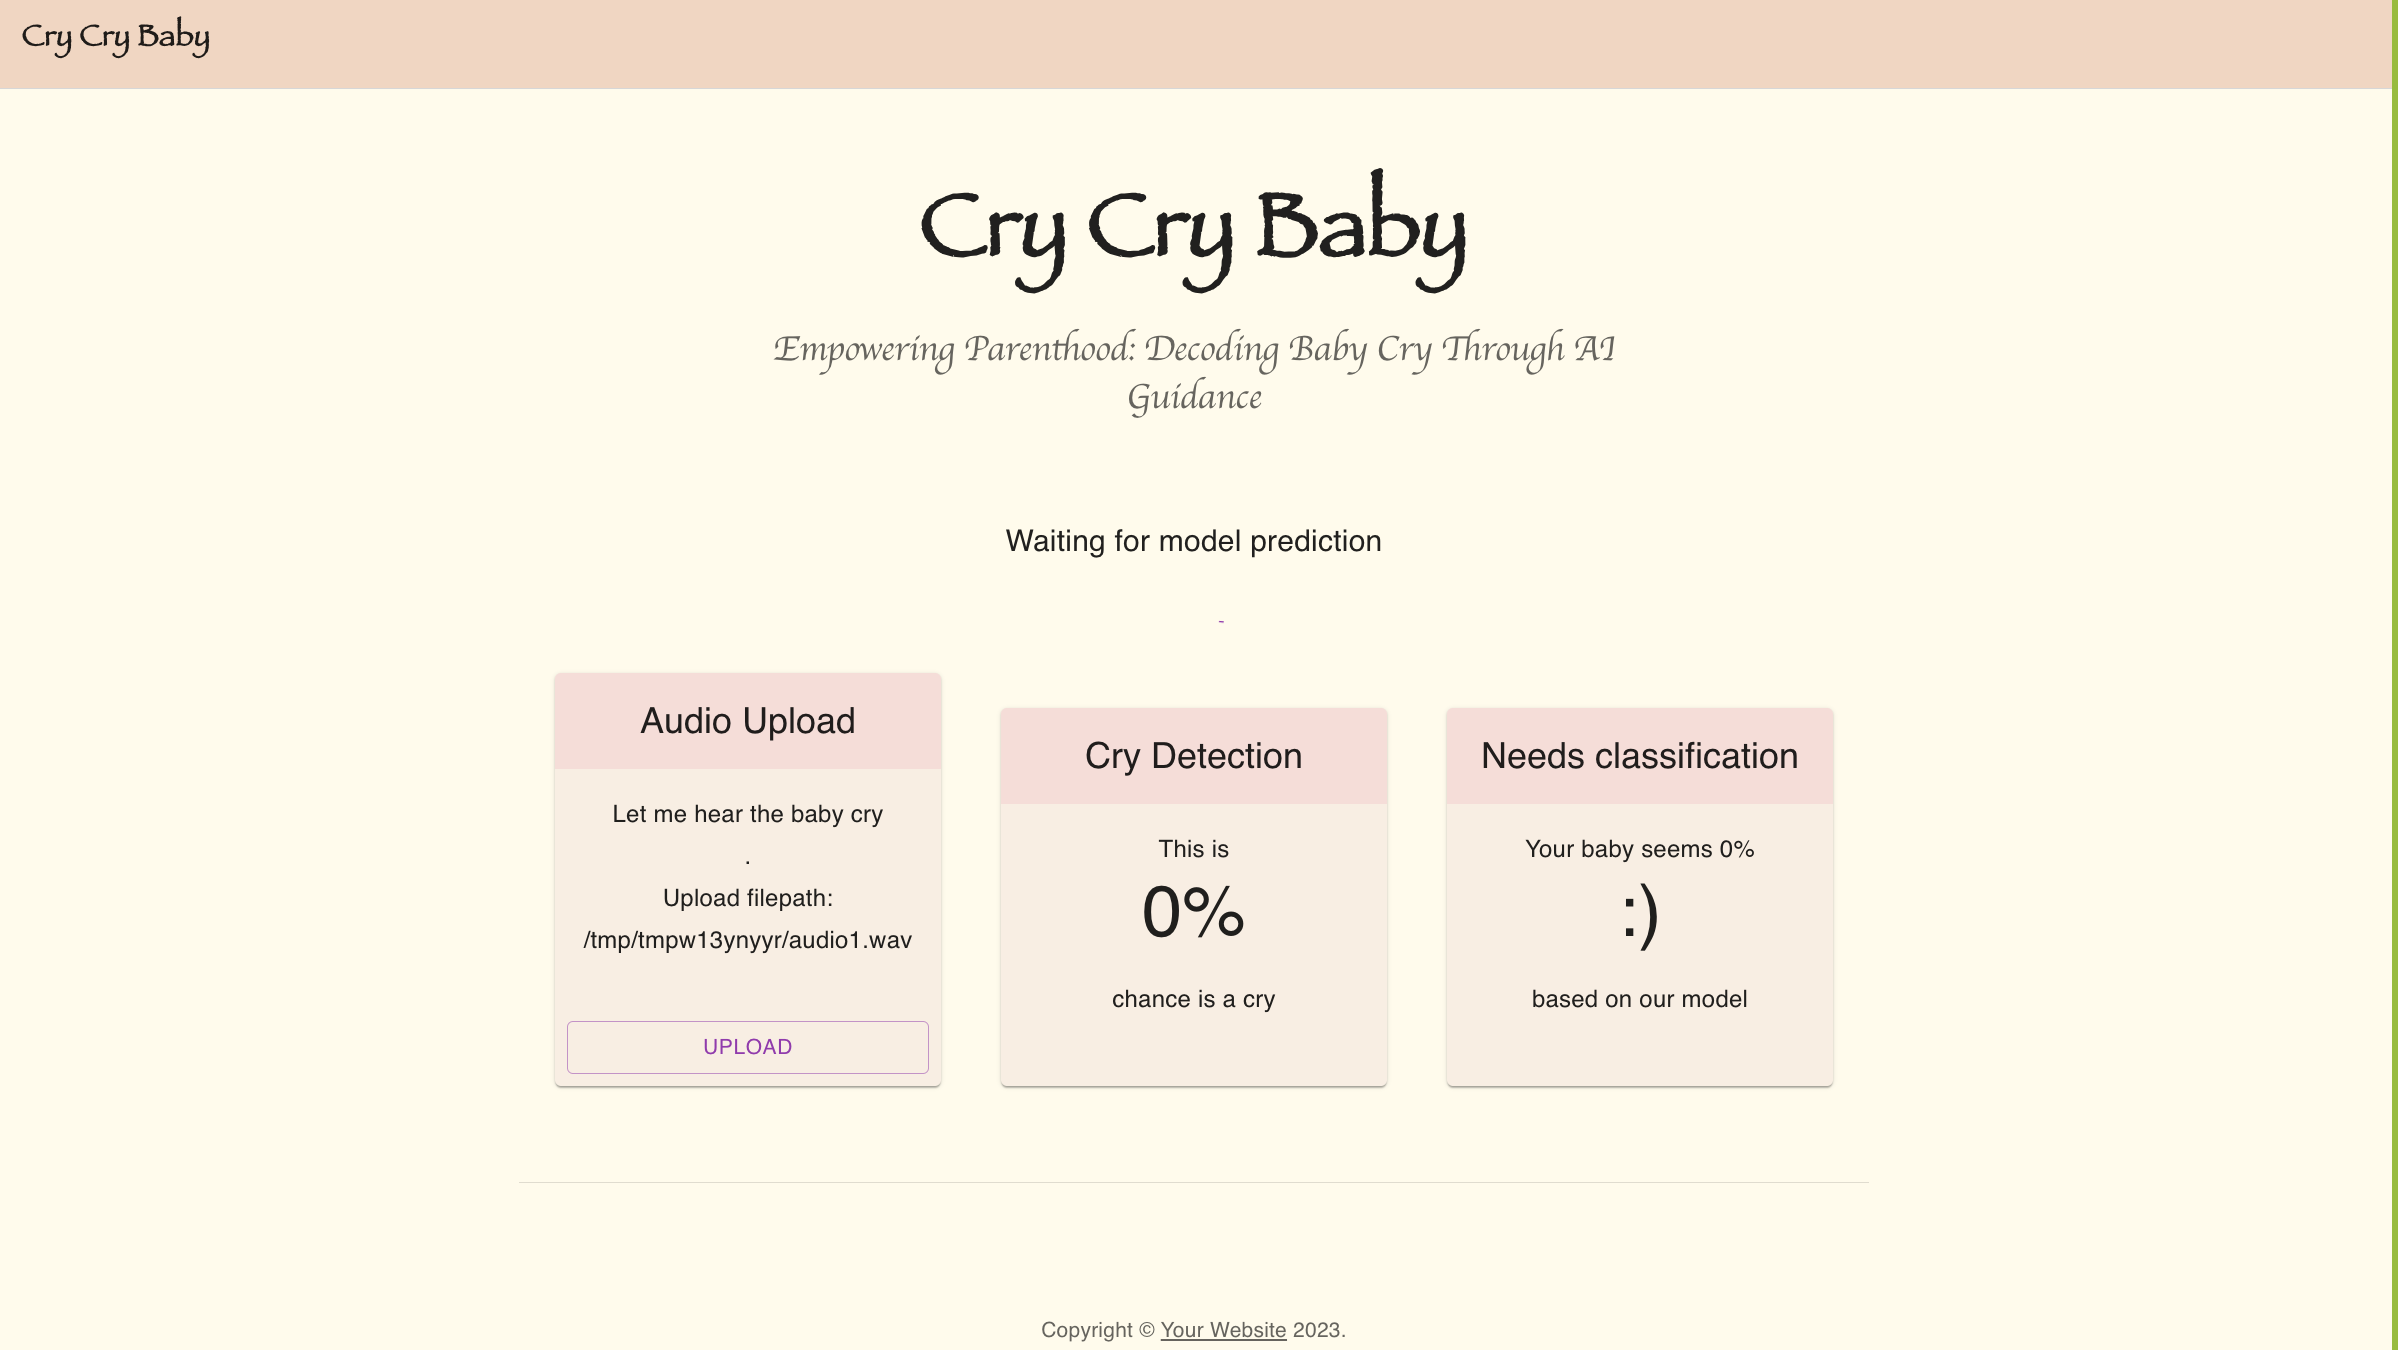 Cry Cry Baby
Cry Cry Baby
Empowering Parenthood: Decoding Baby Cry Through AI
Guidance
Waiting for model prediction
-
Audio Upload
Let me hear the baby cry
.
Upload filepath:
/tmp/tmpw13ynyyr/audio1.wav
UPLOAD
Cry Detection
This is
0%
chance is a cry
Needs classification
Your baby seems 0%
:)
based on our model
Copyright © Your Website 2023.